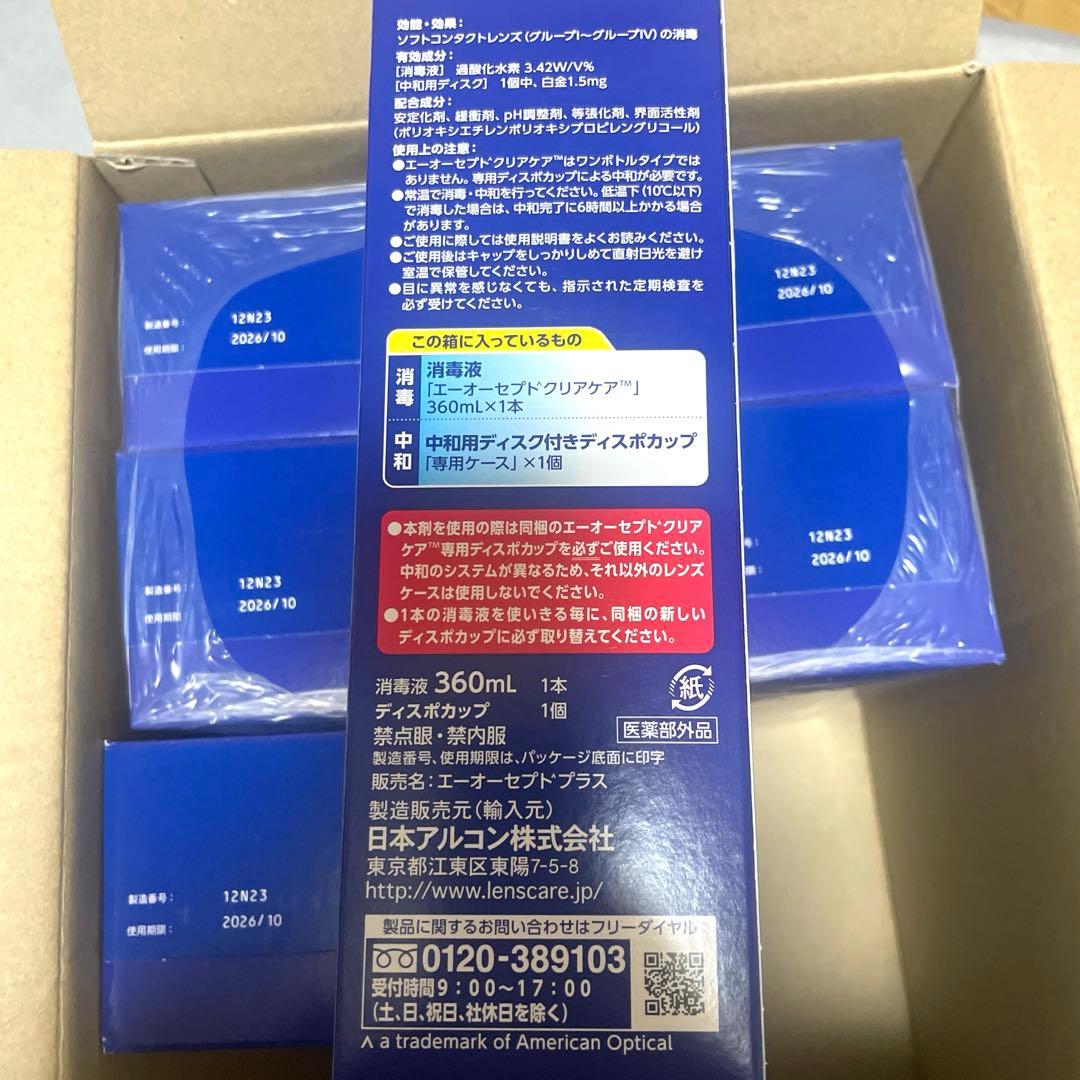 効能・効果：
ソフトコンタクトレンズ（グループI～グループIV）の消毒
有効成分：
［消毒液］ 過酸化水素 3.42W/V%
［中和用ディスク］ 1個中、白金1.5mg
配合成分：
安定化剤、緩衝剤、pH調整剤、等張化剤、界面活性剤
（ポリオキシエチレンポリオキシプロピレングリコール）
使用上の注意：
●エーオーセプト^クリアケア™はワンボトルタイプでは
ありません。専用ディスポカップによる中和が必要です。
●常温で消毒・中和を行ってください。低温下（10℃以下）
で消毒した場合は、中和完了に6時間以上かかる場合
があります。
●ご使用に際しては使用説明書をよくお読みください。
●ご使用後はキャップをしっかりしめて直射日光を避け
室温で保管してください。
●目に異常を感じなくても、指示された定期検査を
必ず受けてください。
この箱に入っているもの
消毒
消毒液
「エーオーセプト^クリアケア™」
360mL×1本
中和
中和用ディスク付きディスポカップ
「専用ケース」×1個
●本剤を使用の際は同梱のエーオーセプト^クリア
ケア™専用ディスポカップを必ずご使用ください。
中和のシステムが異なるため、それ以外のレンズ
ケースは使用しないでください。
●1本の消毒液を使いきる毎に、同梱の新しい
ディスポカップに必ず取り替えてください。
消毒液 360mL 1本
ディスポカップ 1個
紙
禁点眼・禁内服
医薬部外品
製造番号、使用期限は、パッケージ底面に印字
販売名：エーオーセプト^プラス
製造販売元（輸入元）
日本アルコン株式会社
東京都江東区東陽7-5-8
http://www.lenscare.jp/
製品に関するお問い合わせはフリーダイヤル
0120-389103
受付時間9：00～17：00
（土、日、祝日、社休日を除く）
^ a trademark of American Optical
製造番号： 12N23
使用期限： 2026/10
12N23
2026/10
製造番号： 12N23
使用期限 2026/10
号： 12N23
限： 2026/10
製造番号： 12N23
使用期限： 2026/10